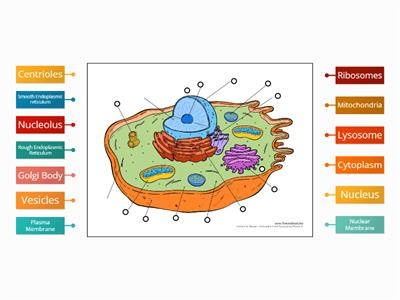 Centrioles
Smooth Endoplasmic
reticulum
Nucleolus
Rough Endoplasmic
Reticulum
Golgi Body
Vesicles
Plasma
Membrane
Ribosomes
Mitochondria
Lysosome
Cytoplasm
Nucleus
Nuclear
Membrane